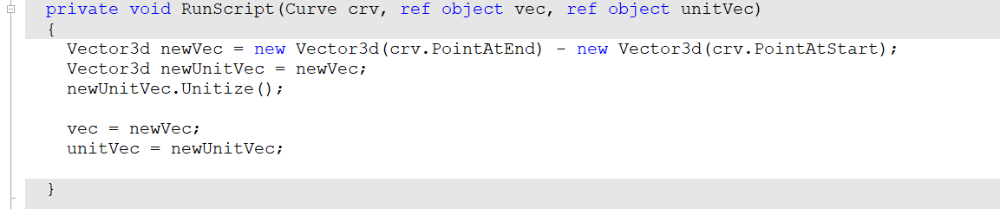 private void RunScript(Curve crv, ref object vec, ref object unitVec)
{
Vector3d newVec = new Vector3d(crv.PointAtEnd) - new Vector3d(crv.PointAtStart);
Vector3d newUnitVec = newVec;
newUnitVec.Unitize();
vec = newVec;
unitVec = newUnitVec;
}